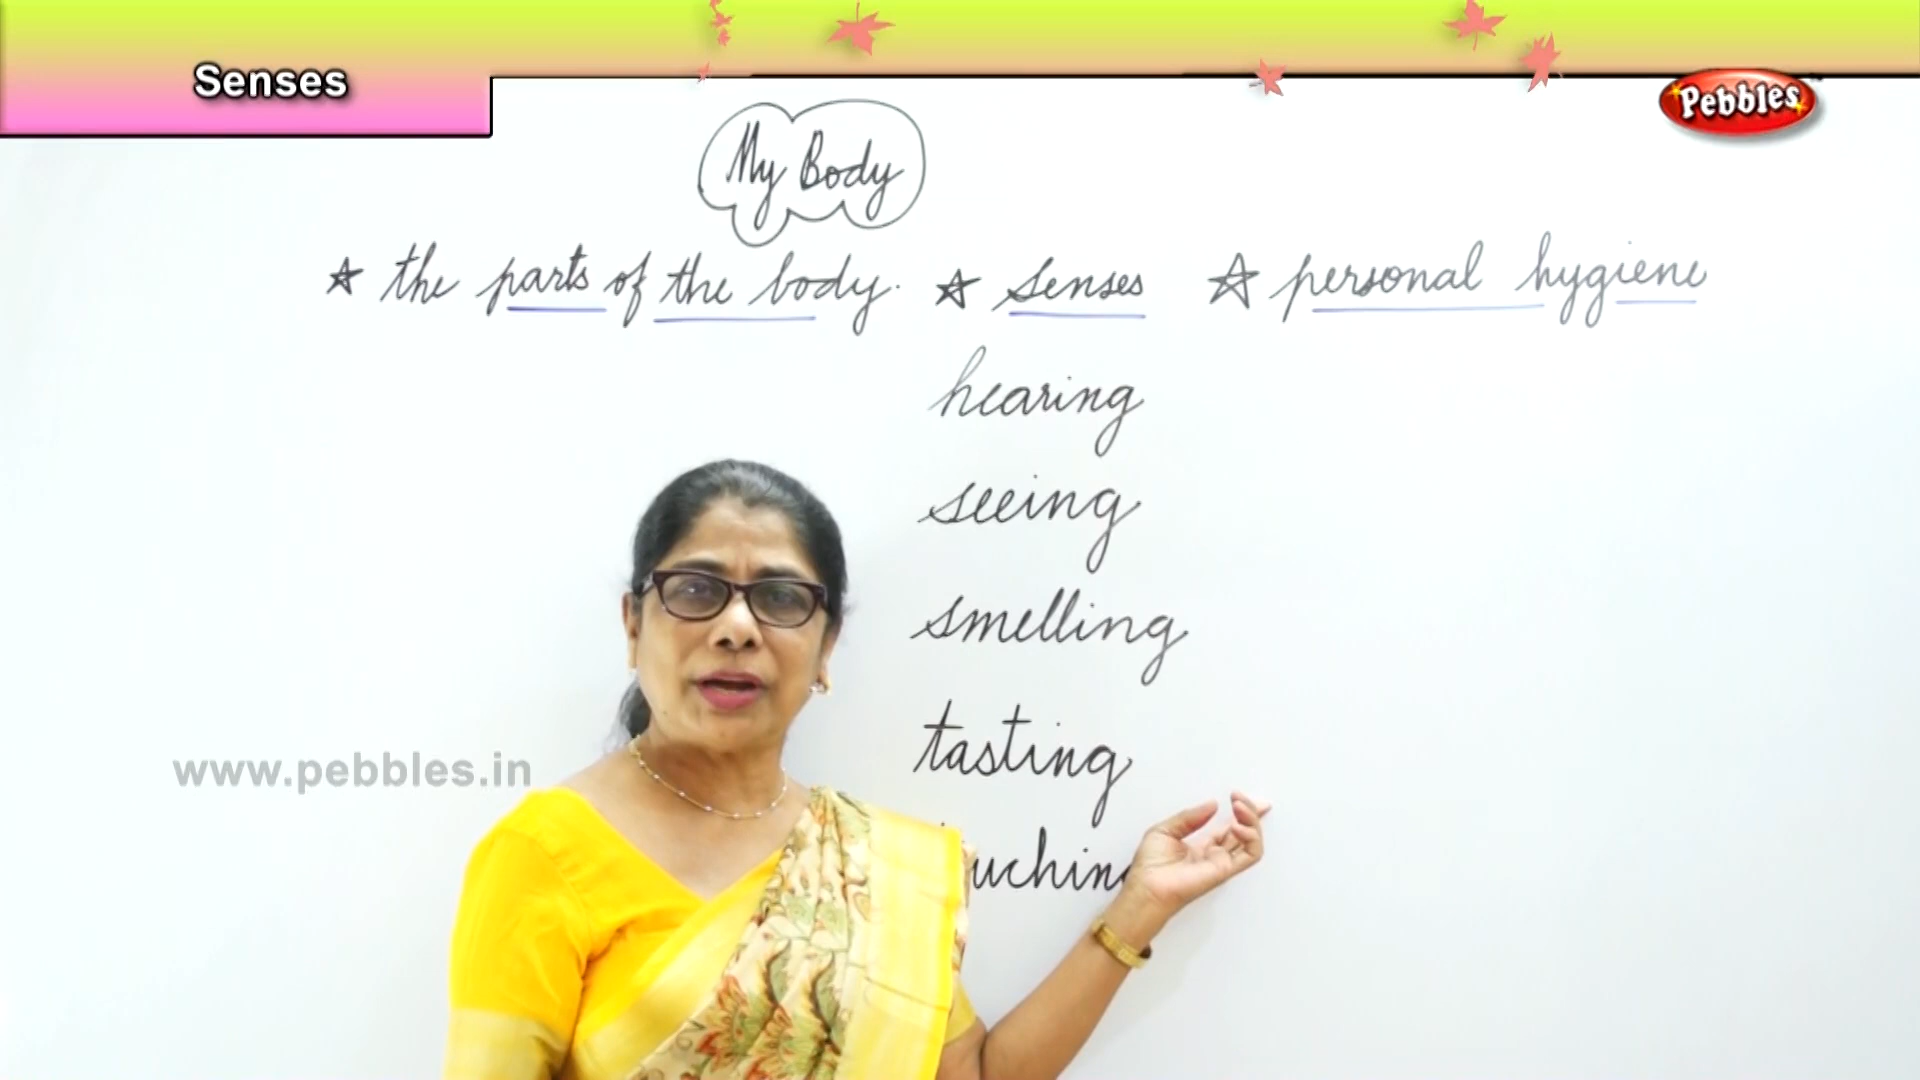 Senses
Pebbles
My Body
☆ the parts of the body. ☆ senses ☆ personal hygiene
hearing
seeing
smelling
tasting
www.pebbles.in
uching